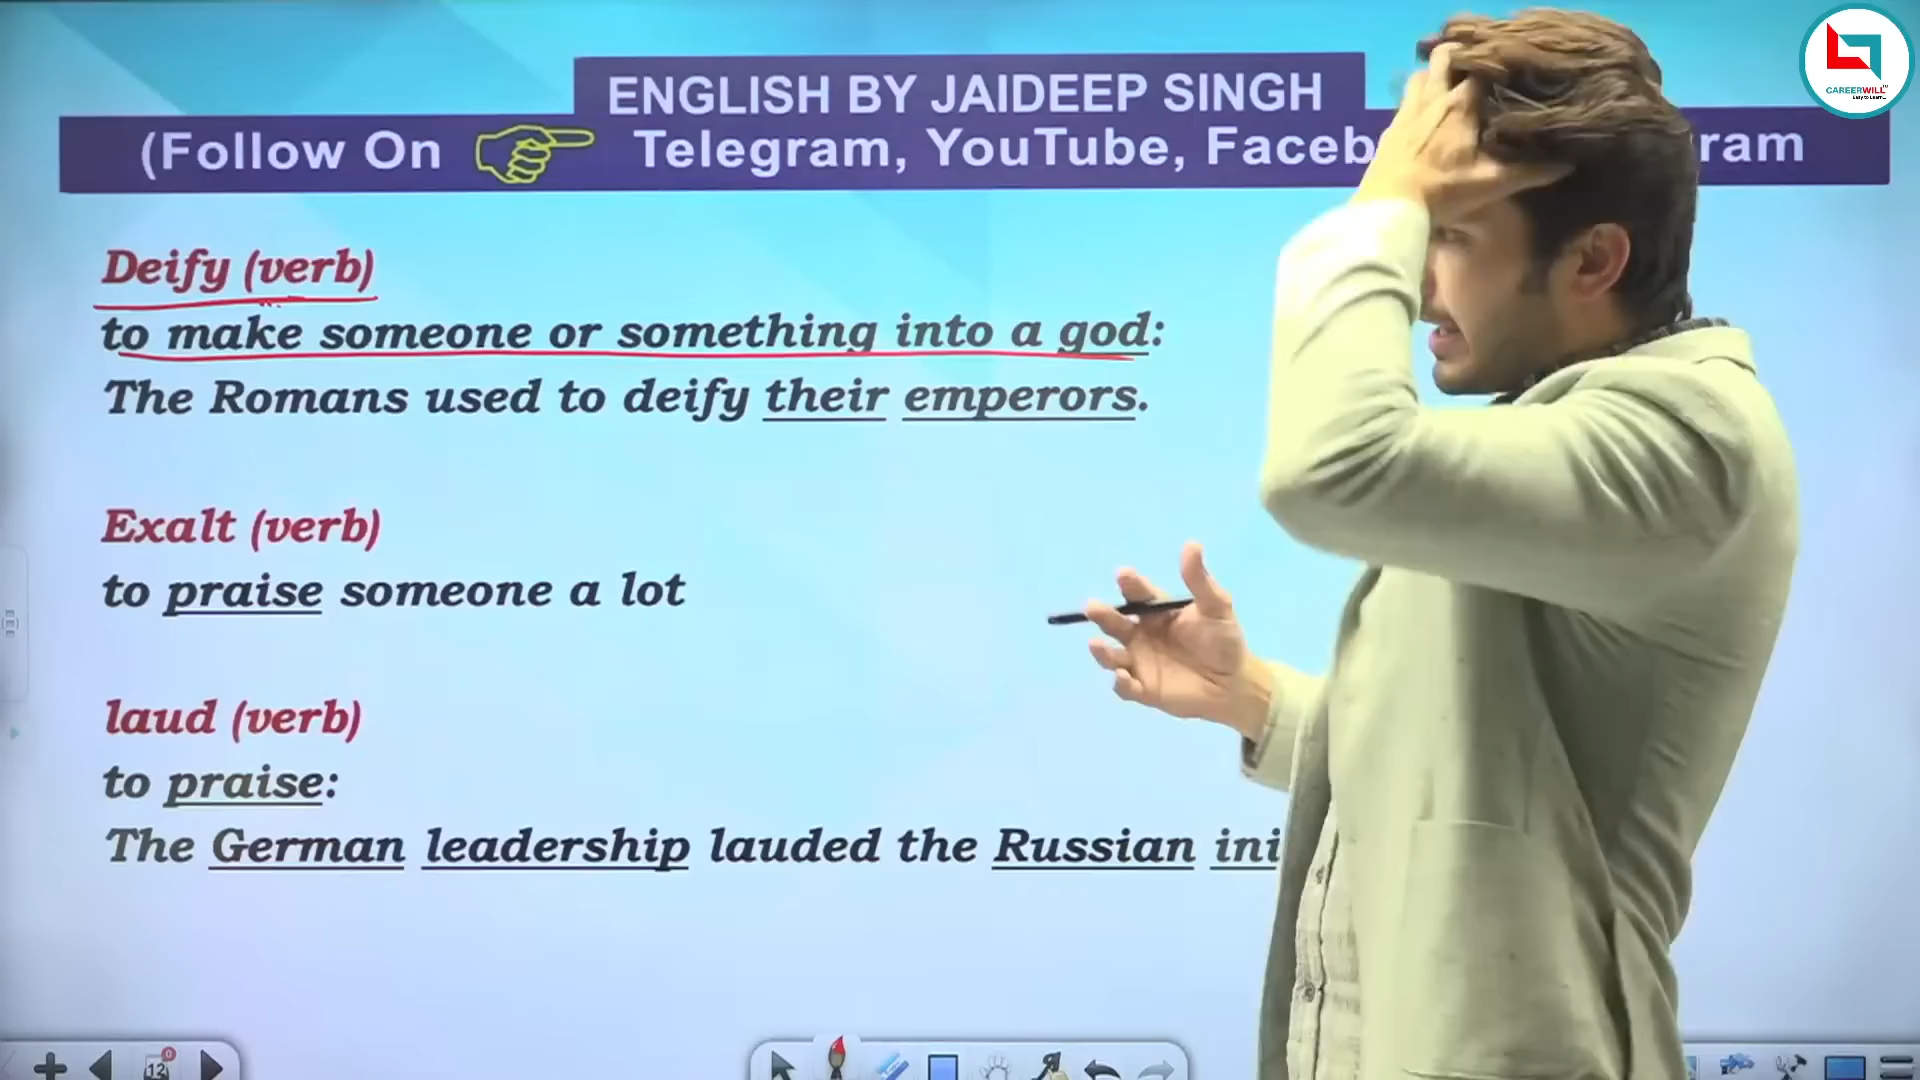 ENGLISH BY JAIDEEP SINGH
(Follow On Telegram, YouTube, Faceb ram
CAREERWILL
Deify (verb)
to make someone or something into a god:
The Romans used to deify their emperors.
Exalt (verb)
to praise someone a lot
laud (verb)
to praise:
The German leadership lauded the Russian ini
12
0